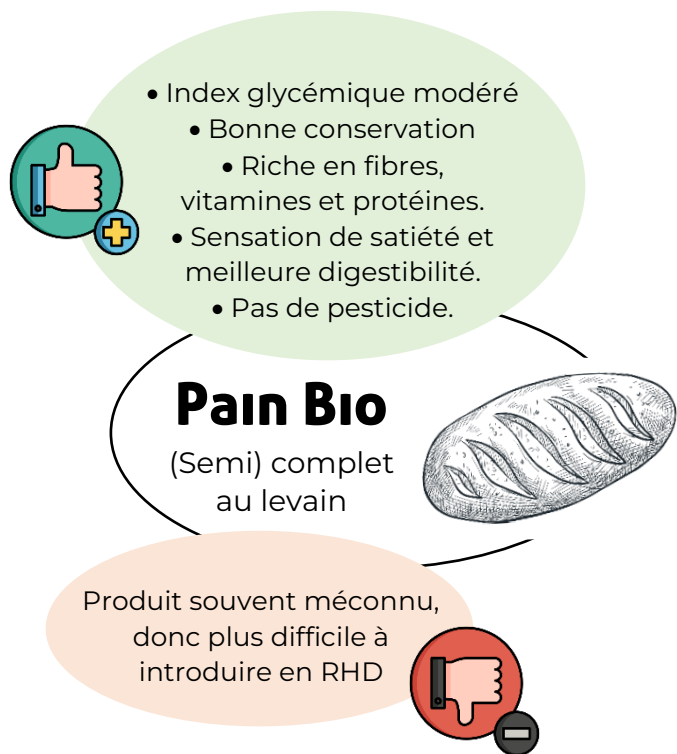 • Index glycémique modéré
• Bonne conservation
• Riche en fibres,
vitamines et protéines.
• Sensation de satiété et
meilleure digestibilité.
• Pas de pesticide.
Pain Bio
(Semi) complet
au levain
Produit souvent méconnu,
donc plus difficile à
introduire en RHD